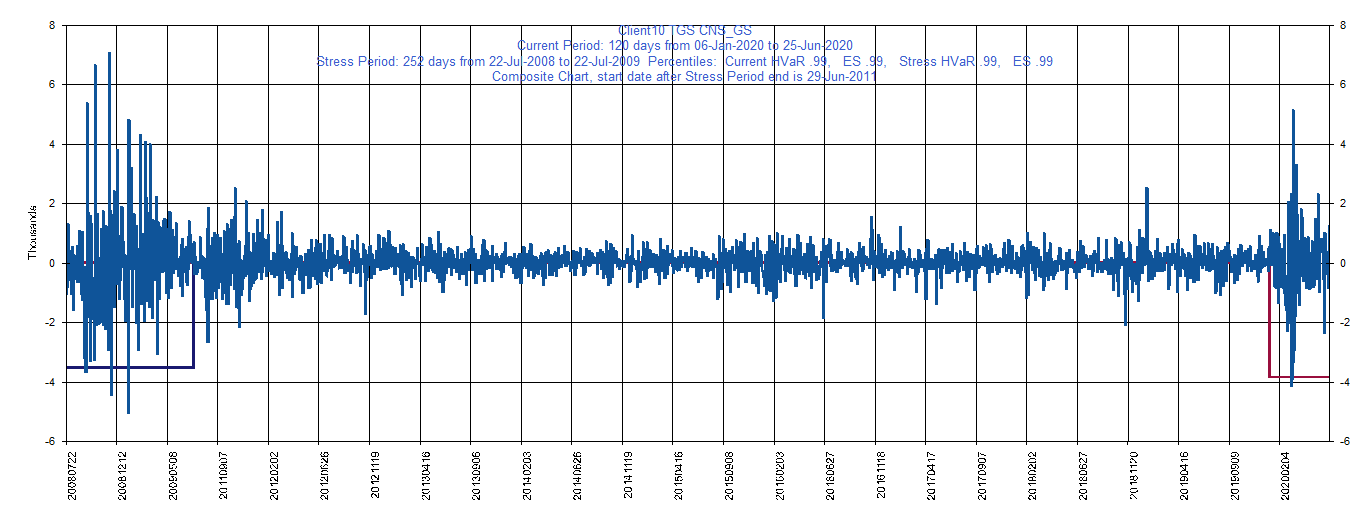 Client10 TGS CNS_GS
Current Period: 120 days from 06-Jan-2020 to 25-Jun-2020
Stress Period: 252 days from 22-Jul-2008 to 22-Jul-2009 Percentiles: Current HVaR .99, ES .99, Stress HVaR .99, ES .99
Composite Chart, start date after Stress Period end is 29-Jun-2011
8 8
6 6
4 4
2 2
Thousands
0 0
-2 -2
-4 -4
-6 -6
20080722 20081212 20090508 20110907 20120202 20120626 20121119 20130416 20130906 20140203 20140626 20141119 20150416 20150908 20160203 20160627 20161118 20170417 20170907 20180202 20180627 20181120 20190416 20190909 20200204